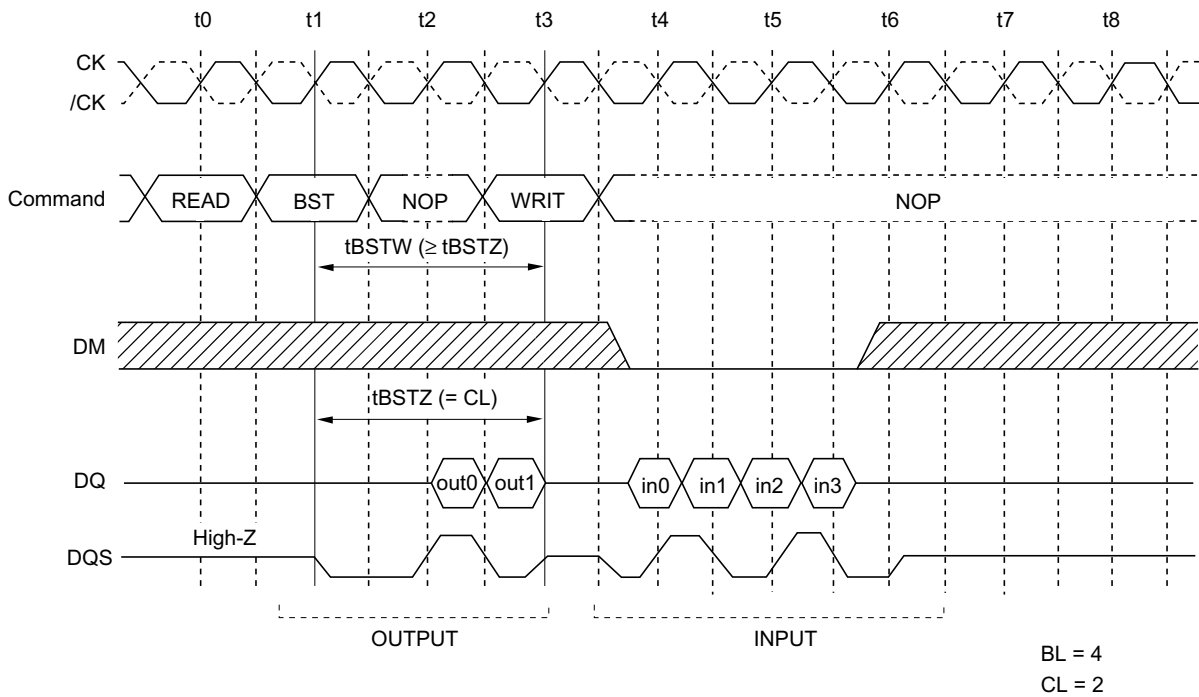 t0 t1 t2 t3 t4 t5 t6 t7 t8
CK
/CK
Command READ BST NOP WRIT NOP
tBSTW (≥ tBSTZ)
DM
tBSTZ (= CL)
DQ out0 out1 in0 in1 in2 in3
High-Z
DQS
OUTPUT INPUT
BL = 4
CL = 2